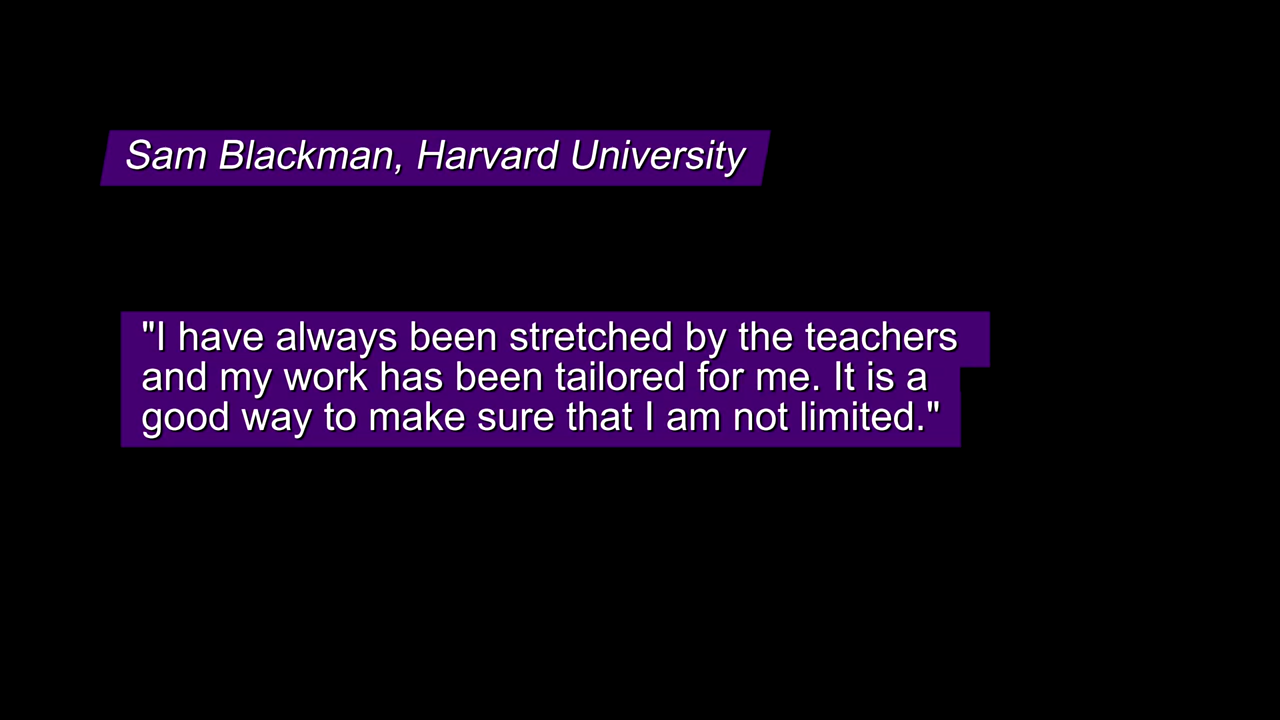 Sam Blackman, Harvard University
"I have always been stretched by the teachers
and my work has been tailored for me. It is a
good way to make sure that I am not limited."